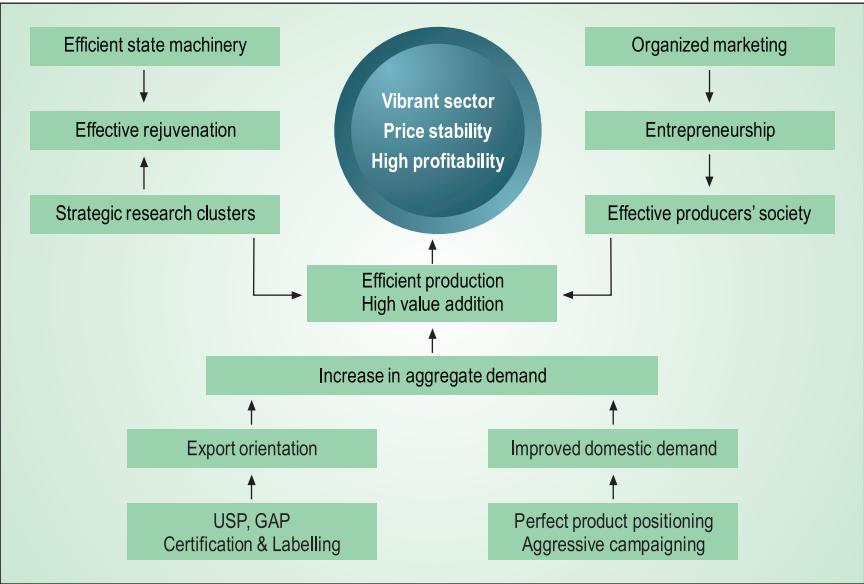 Efficient state machinery
Effective rejuvenation
Strategic research clusters
Vibrant sector
Price stability
High profitability
Organized marketing
Entrepreneurship
Effective producers' society
Efficient production
High value addition
Increase in aggregate demand
Export orientation
Improved domestic demand
USP, GAP
Certification & Labelling
Perfect product positioning
Aggressive campaigning